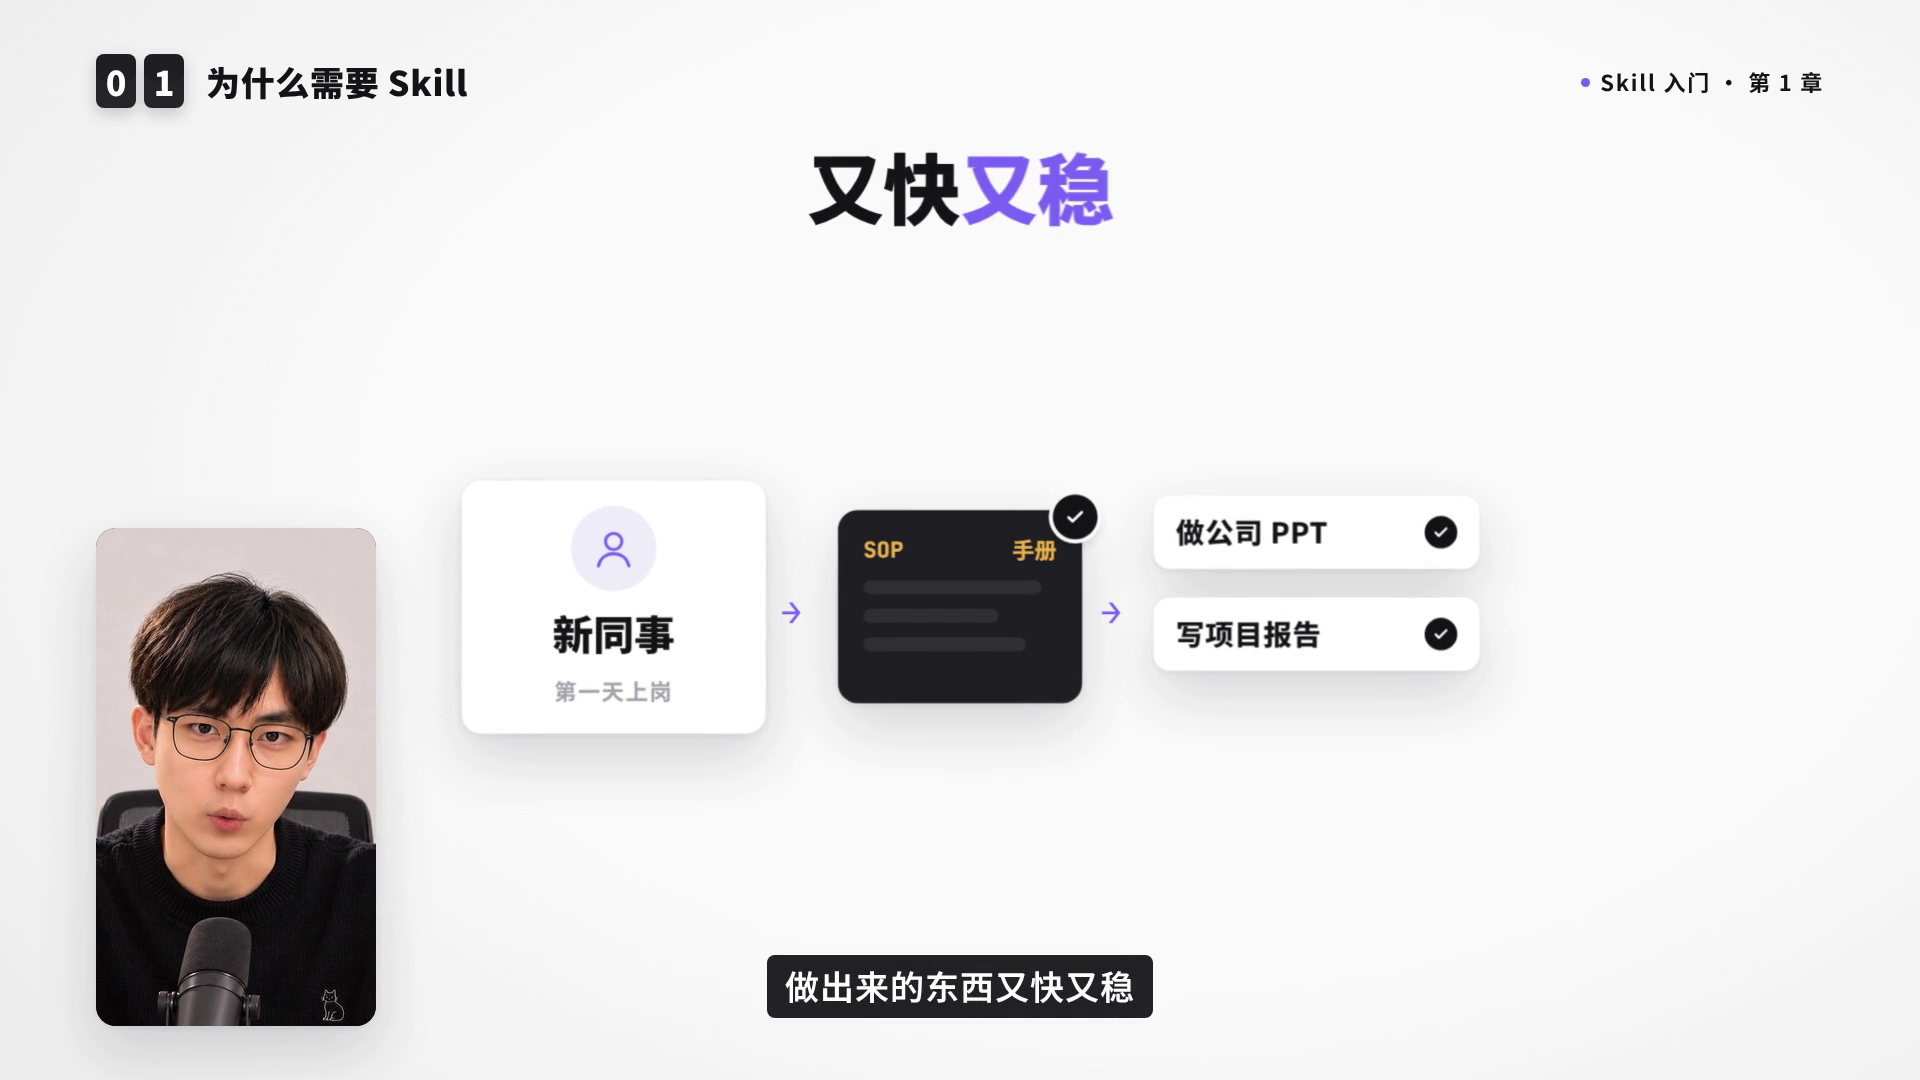 01 为什么需要 Skill
Skill 入门 · 第 1 章
又快又稳
新同事
第一天上岗
SOP 手册
做公司 PPT
写项目报告
做出来的东西又快又稳